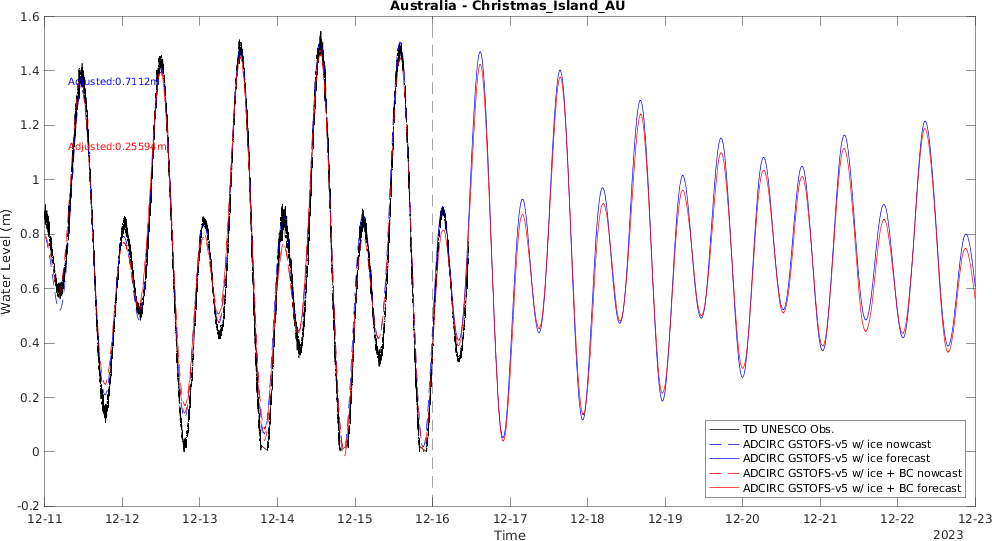 Australia - Christmas_Island_AU
1.6
1.4
1.2
1
0.8
0.6
0.4
0.2
0
-0.2
Water Level (m)
Adjusted:0.7112m
Adjusted:0.25594m
TD UNESCO Obs.
ADCIRC GSTOFS-v5 w/ ice nowcast
ADCIRC GSTOFS-v5 w/ ice forecast
ADCIRC GSTOFS-v5 w/ ice + BC nowcast
ADCIRC GSTOFS-v5 w/ ice + BC forecast
12-11 12-12 12-13 12-14 12-15 12-16 12-17 12-18 12-19 12-20 12-21 12-22 12-23
Time
2023